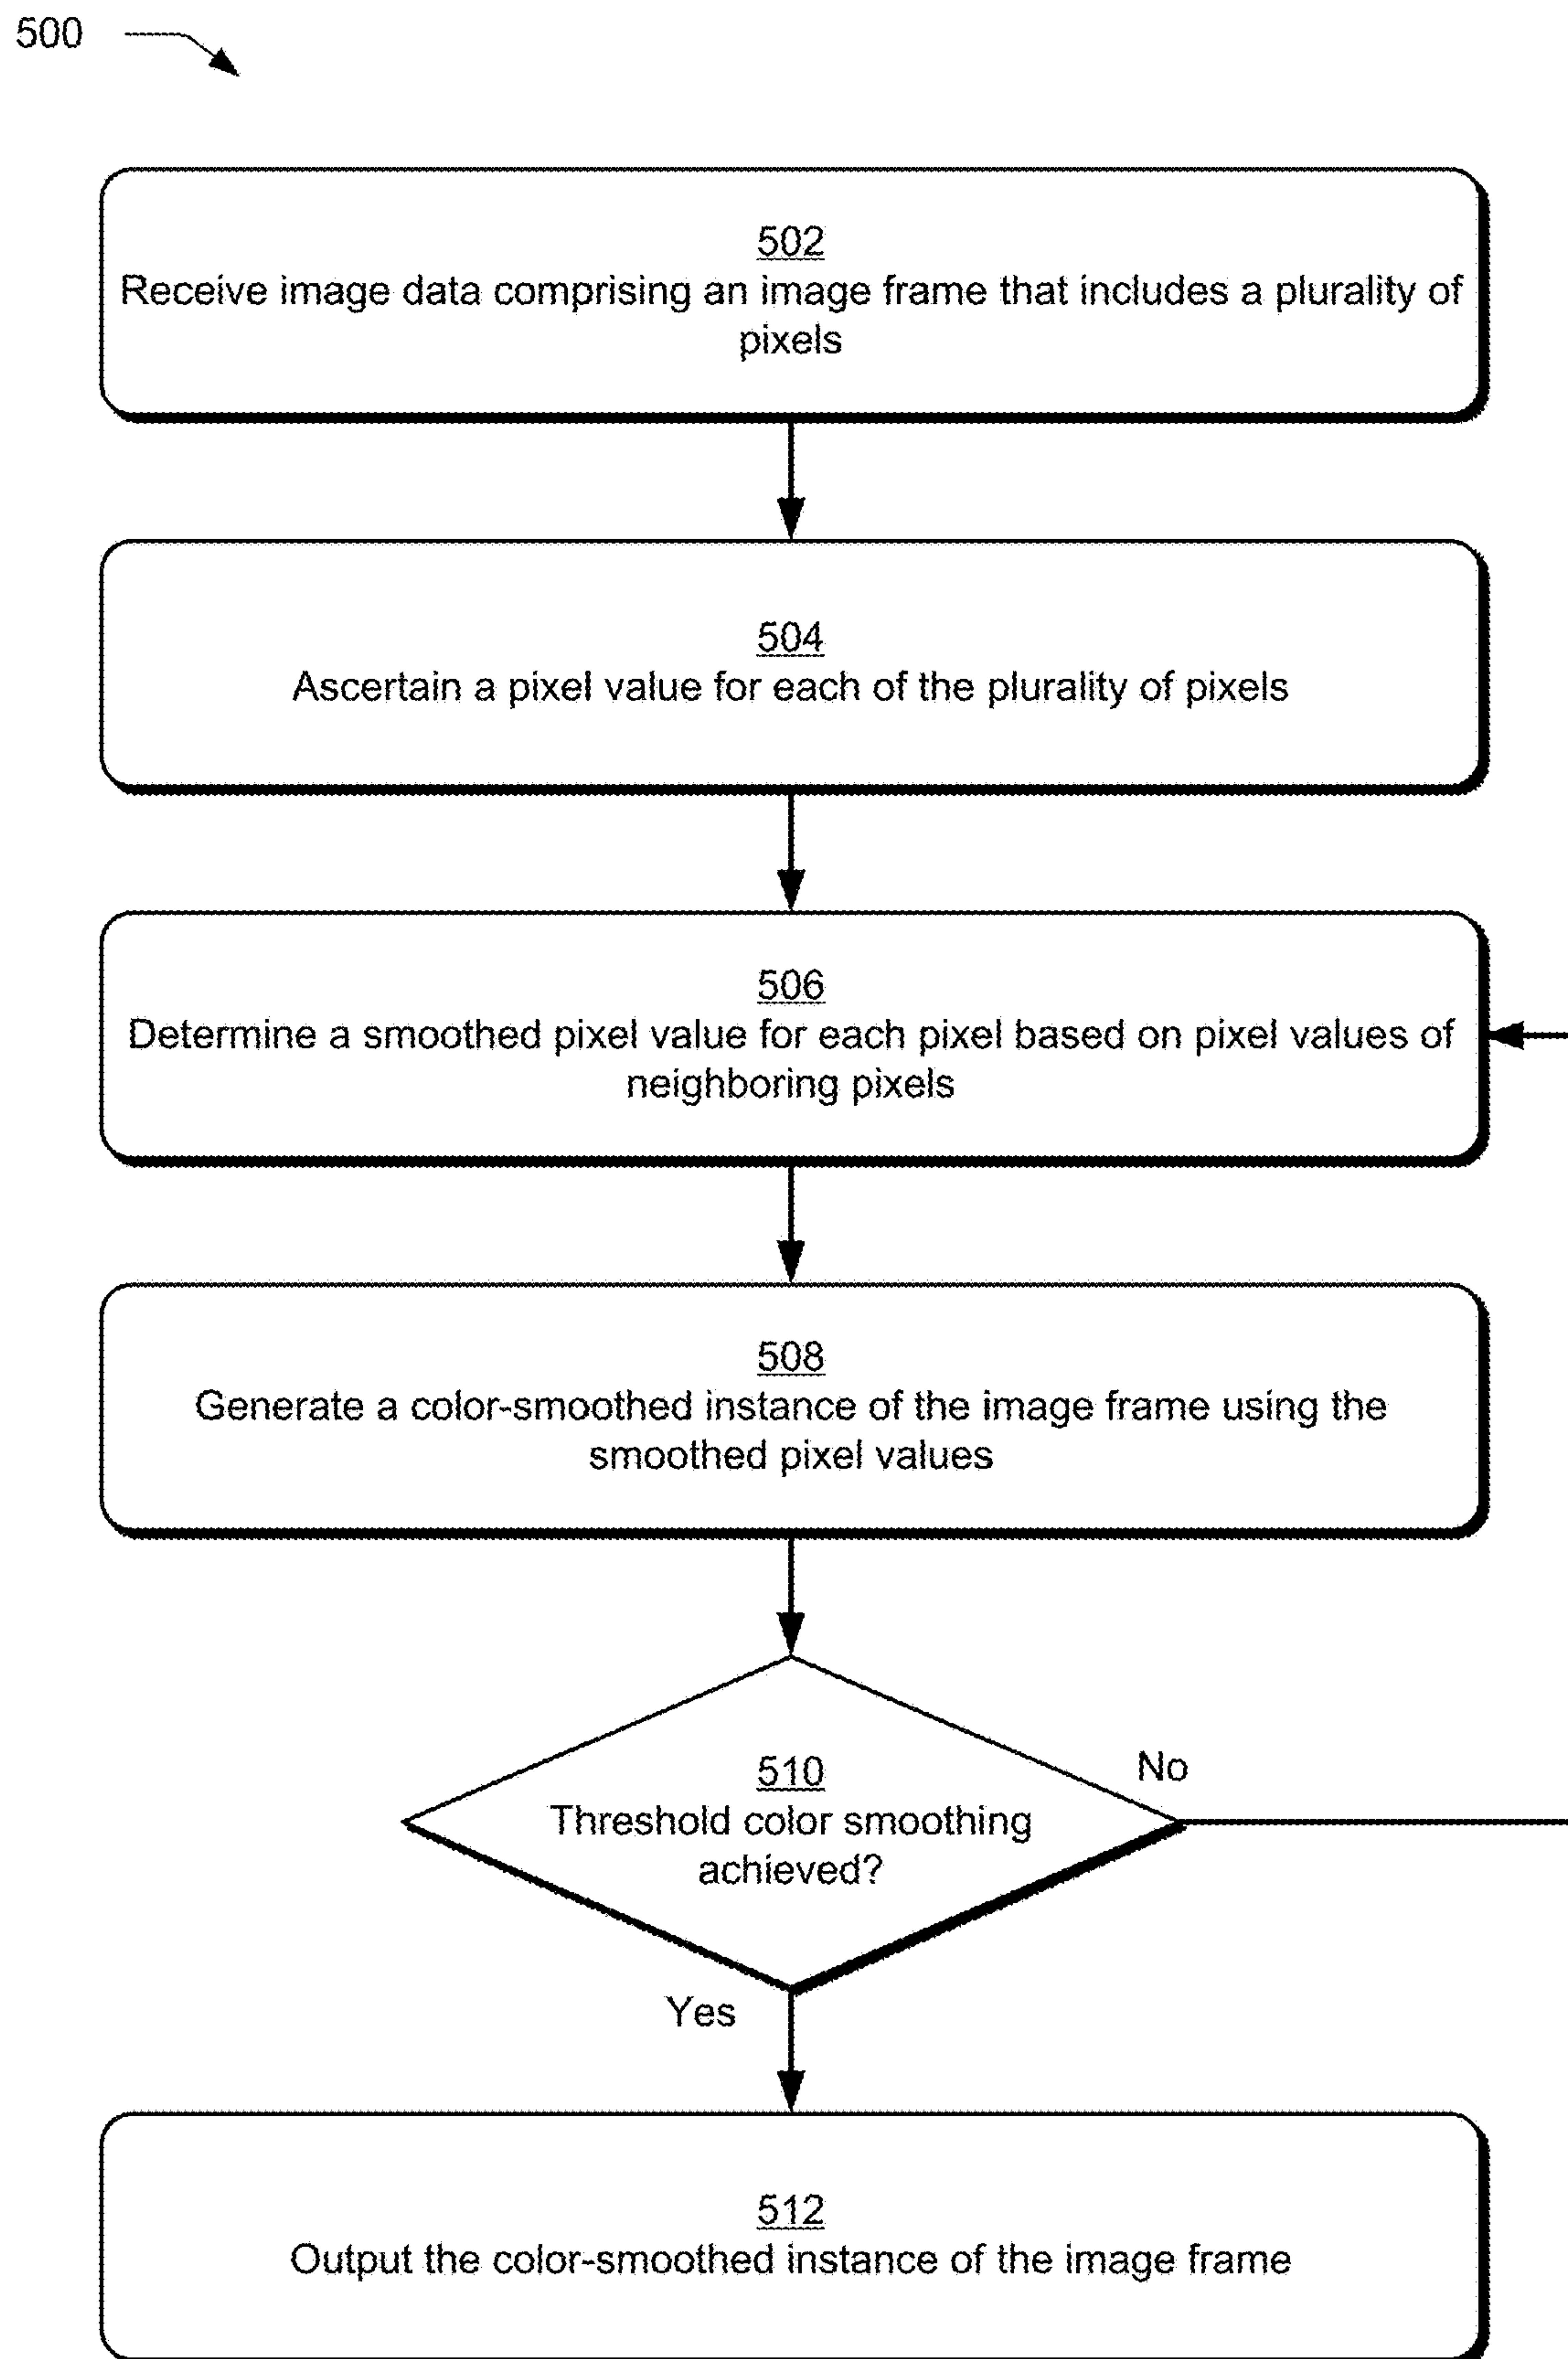 500
502
Receive image data comprising an image frame that includes a plurality of
pixels
504
Ascertain a pixel value for each of the plurality of pixels
506
Determine a smoothed pixel value for each pixel based on pixel values of
neighboring pixels
508
Generate a color-smoothed instance of the image frame using the
smoothed pixel values
510
Threshold color smoothing
achieved?
No
Yes
512
Output the color-smoothed instance of the image frame